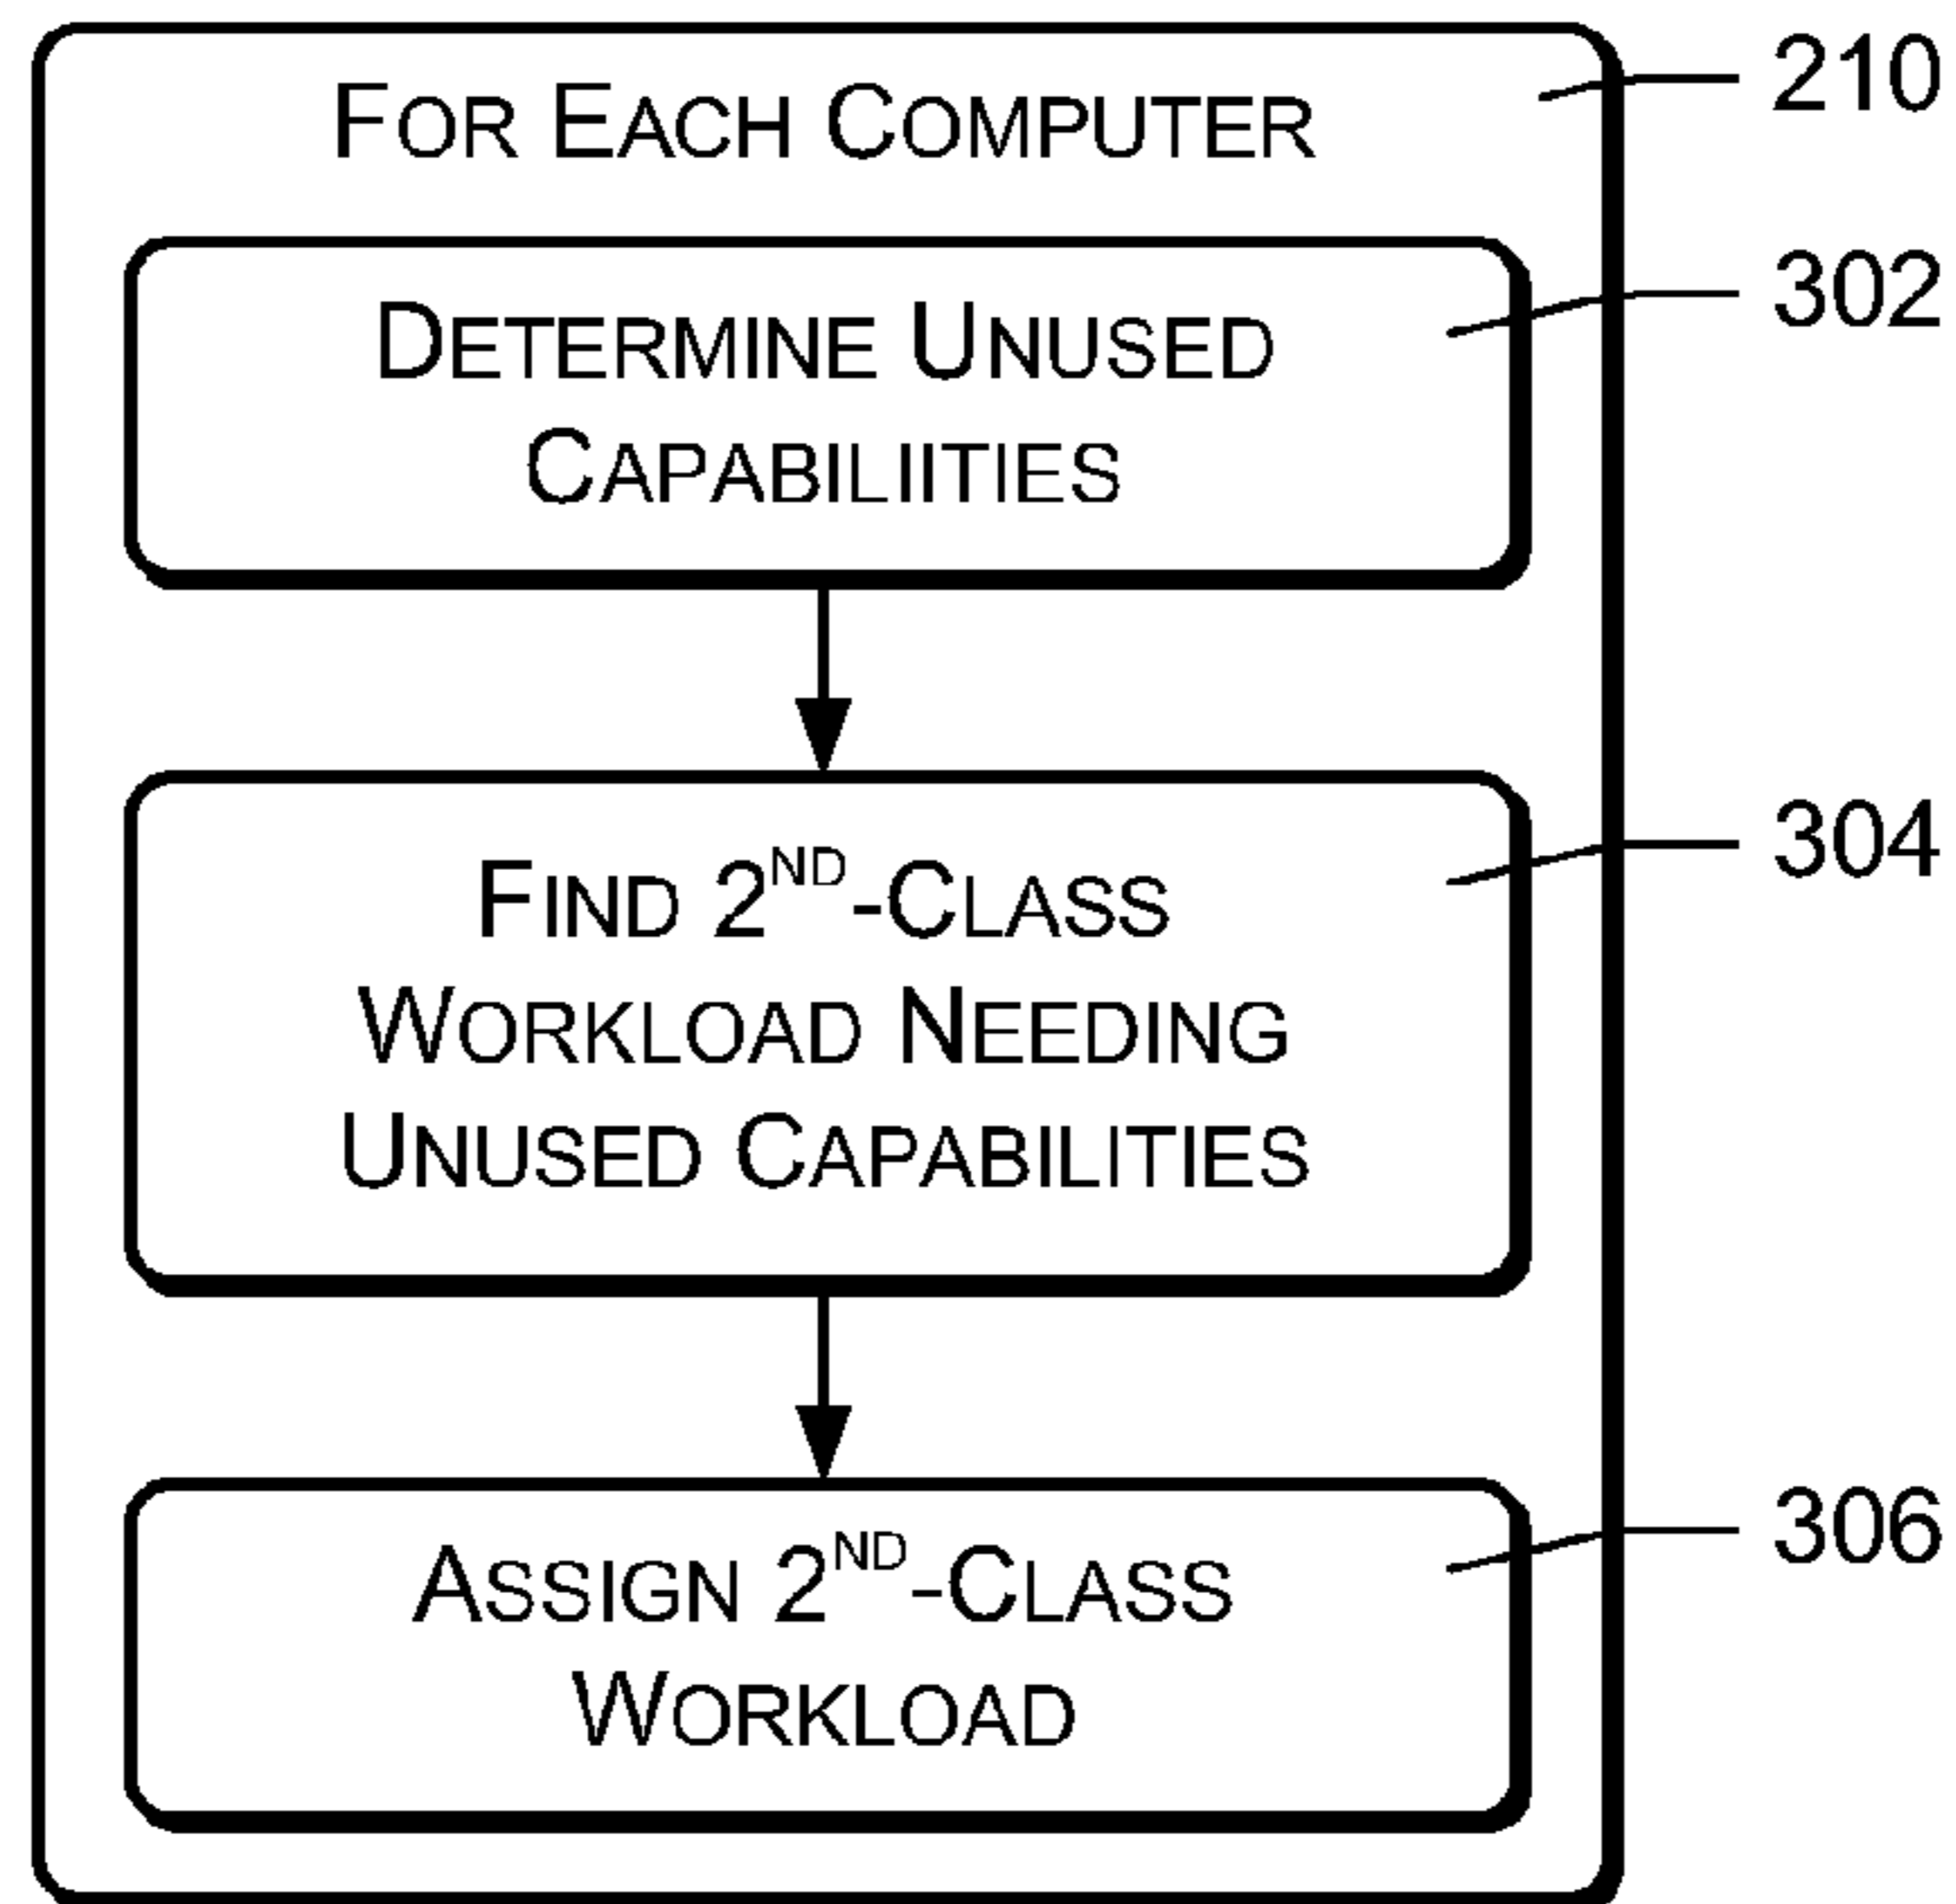 FOR EACH COMPUTER
210
DETERMINE UNUSED
302
CAPABILIITIES
FIND 2ND-CLASS
304
WORKLOAD NEEDING
UNUSED CAPABILITIES
ASSIGN 2ND-CLASS
306
WORKLOAD